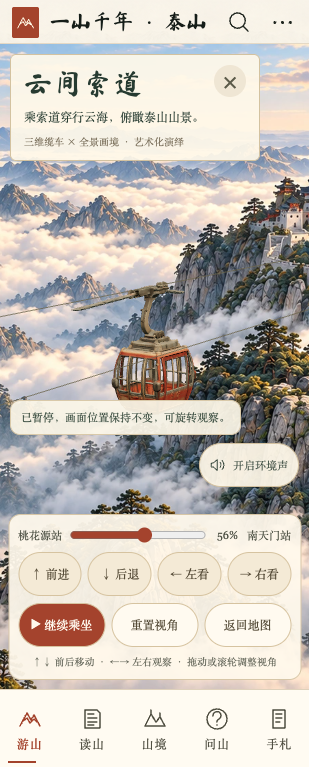 一山千年 · 泰山
云间索道
乘索道穿行云海，俯瞰泰山山景。
三维缆车 × 全景画境 · 艺术化演绎
已暂停，画面位置保持不变，可旋转观察。
开启环境声
桃花源站 56% 南天门站
↑ 前进 ↓ 后退 ← 左看 → 右看
▶ 继续乘坐 重置视角 返回地图
↑ ↓ 前后移动 · ←→ 左右观察 · 拖动或滚轮调整视角
游山 读山 山境 问山 手札